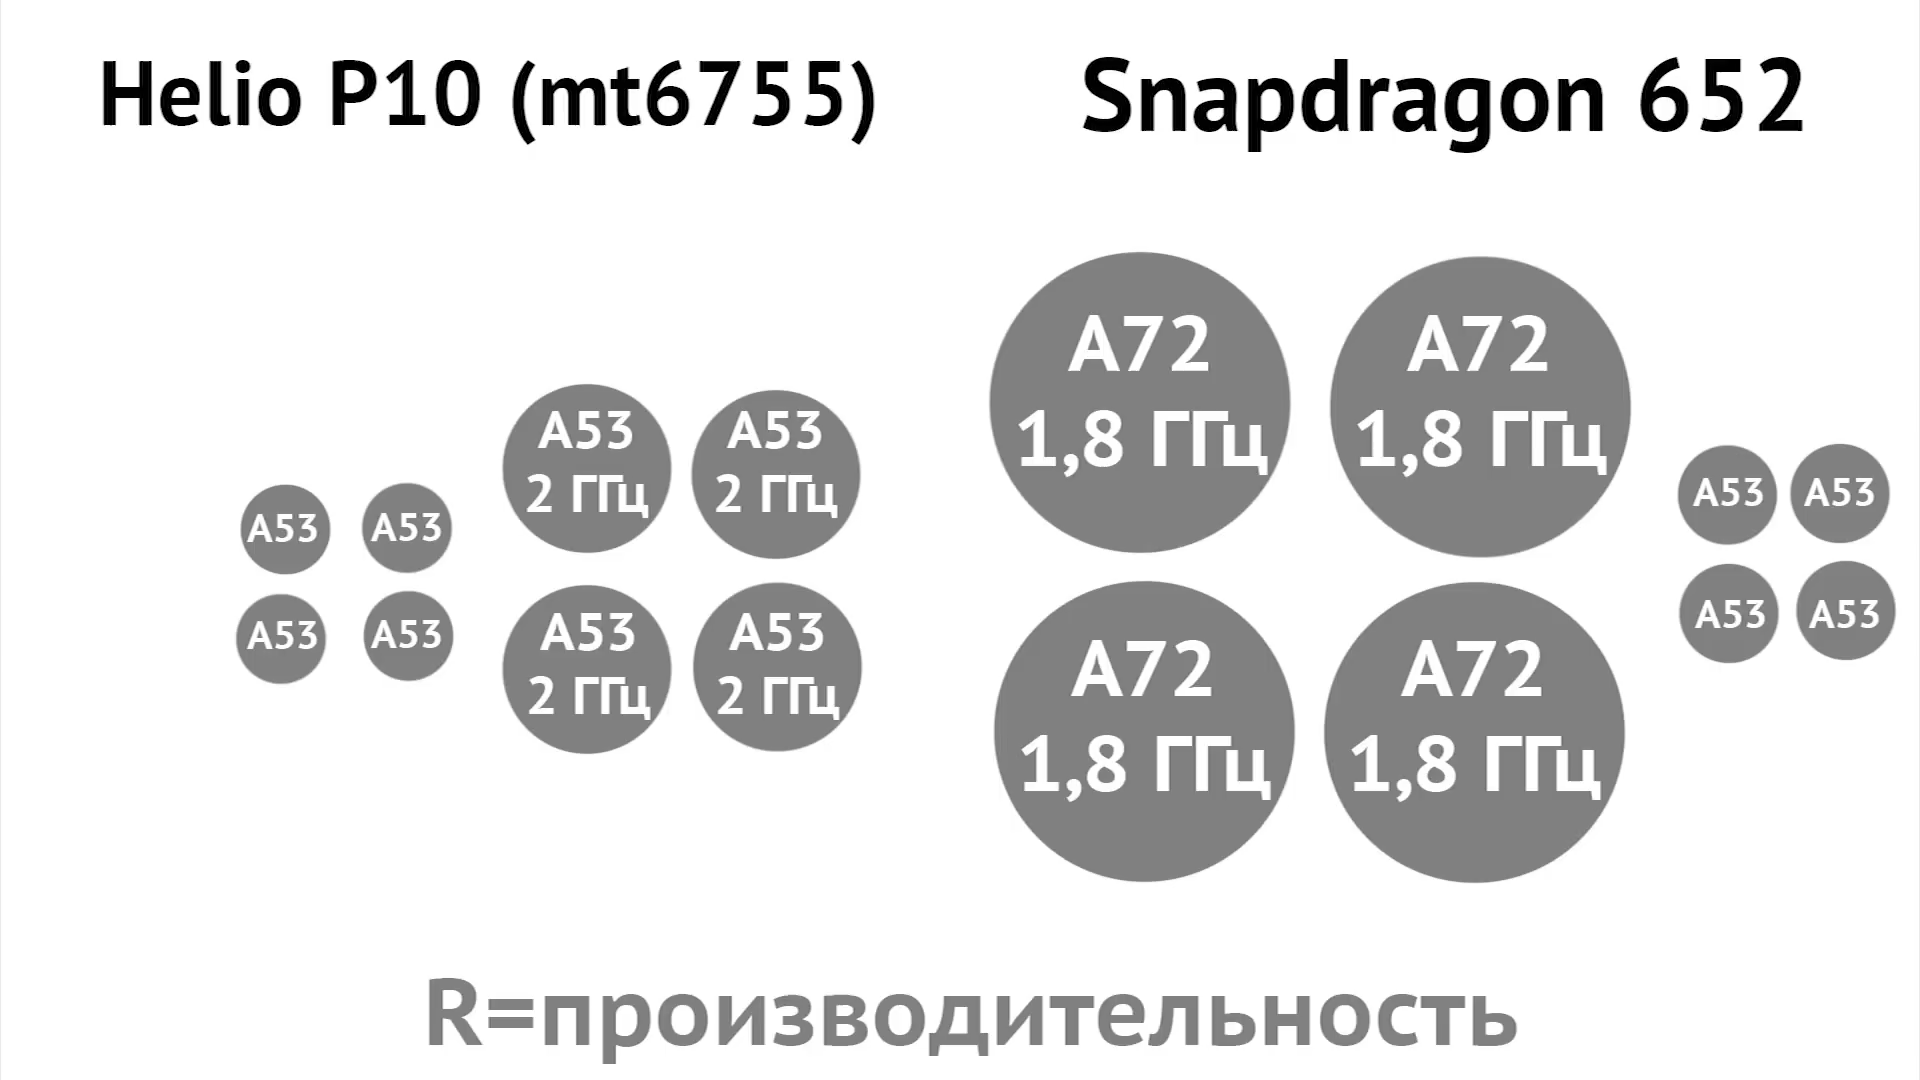 Helio P10 (mt6755)
Snapdragon 652
A53
A53
A53
A53
A53
2 ГГц
A53
2 ГГц
A53
2 ГГц
A53
2 ГГц
A72
1,8 ГГц
A72
1,8 ГГц
A72
1,8 ГГц
A72
1,8 ГГц
A53
A53
A53
A53
R=производительность